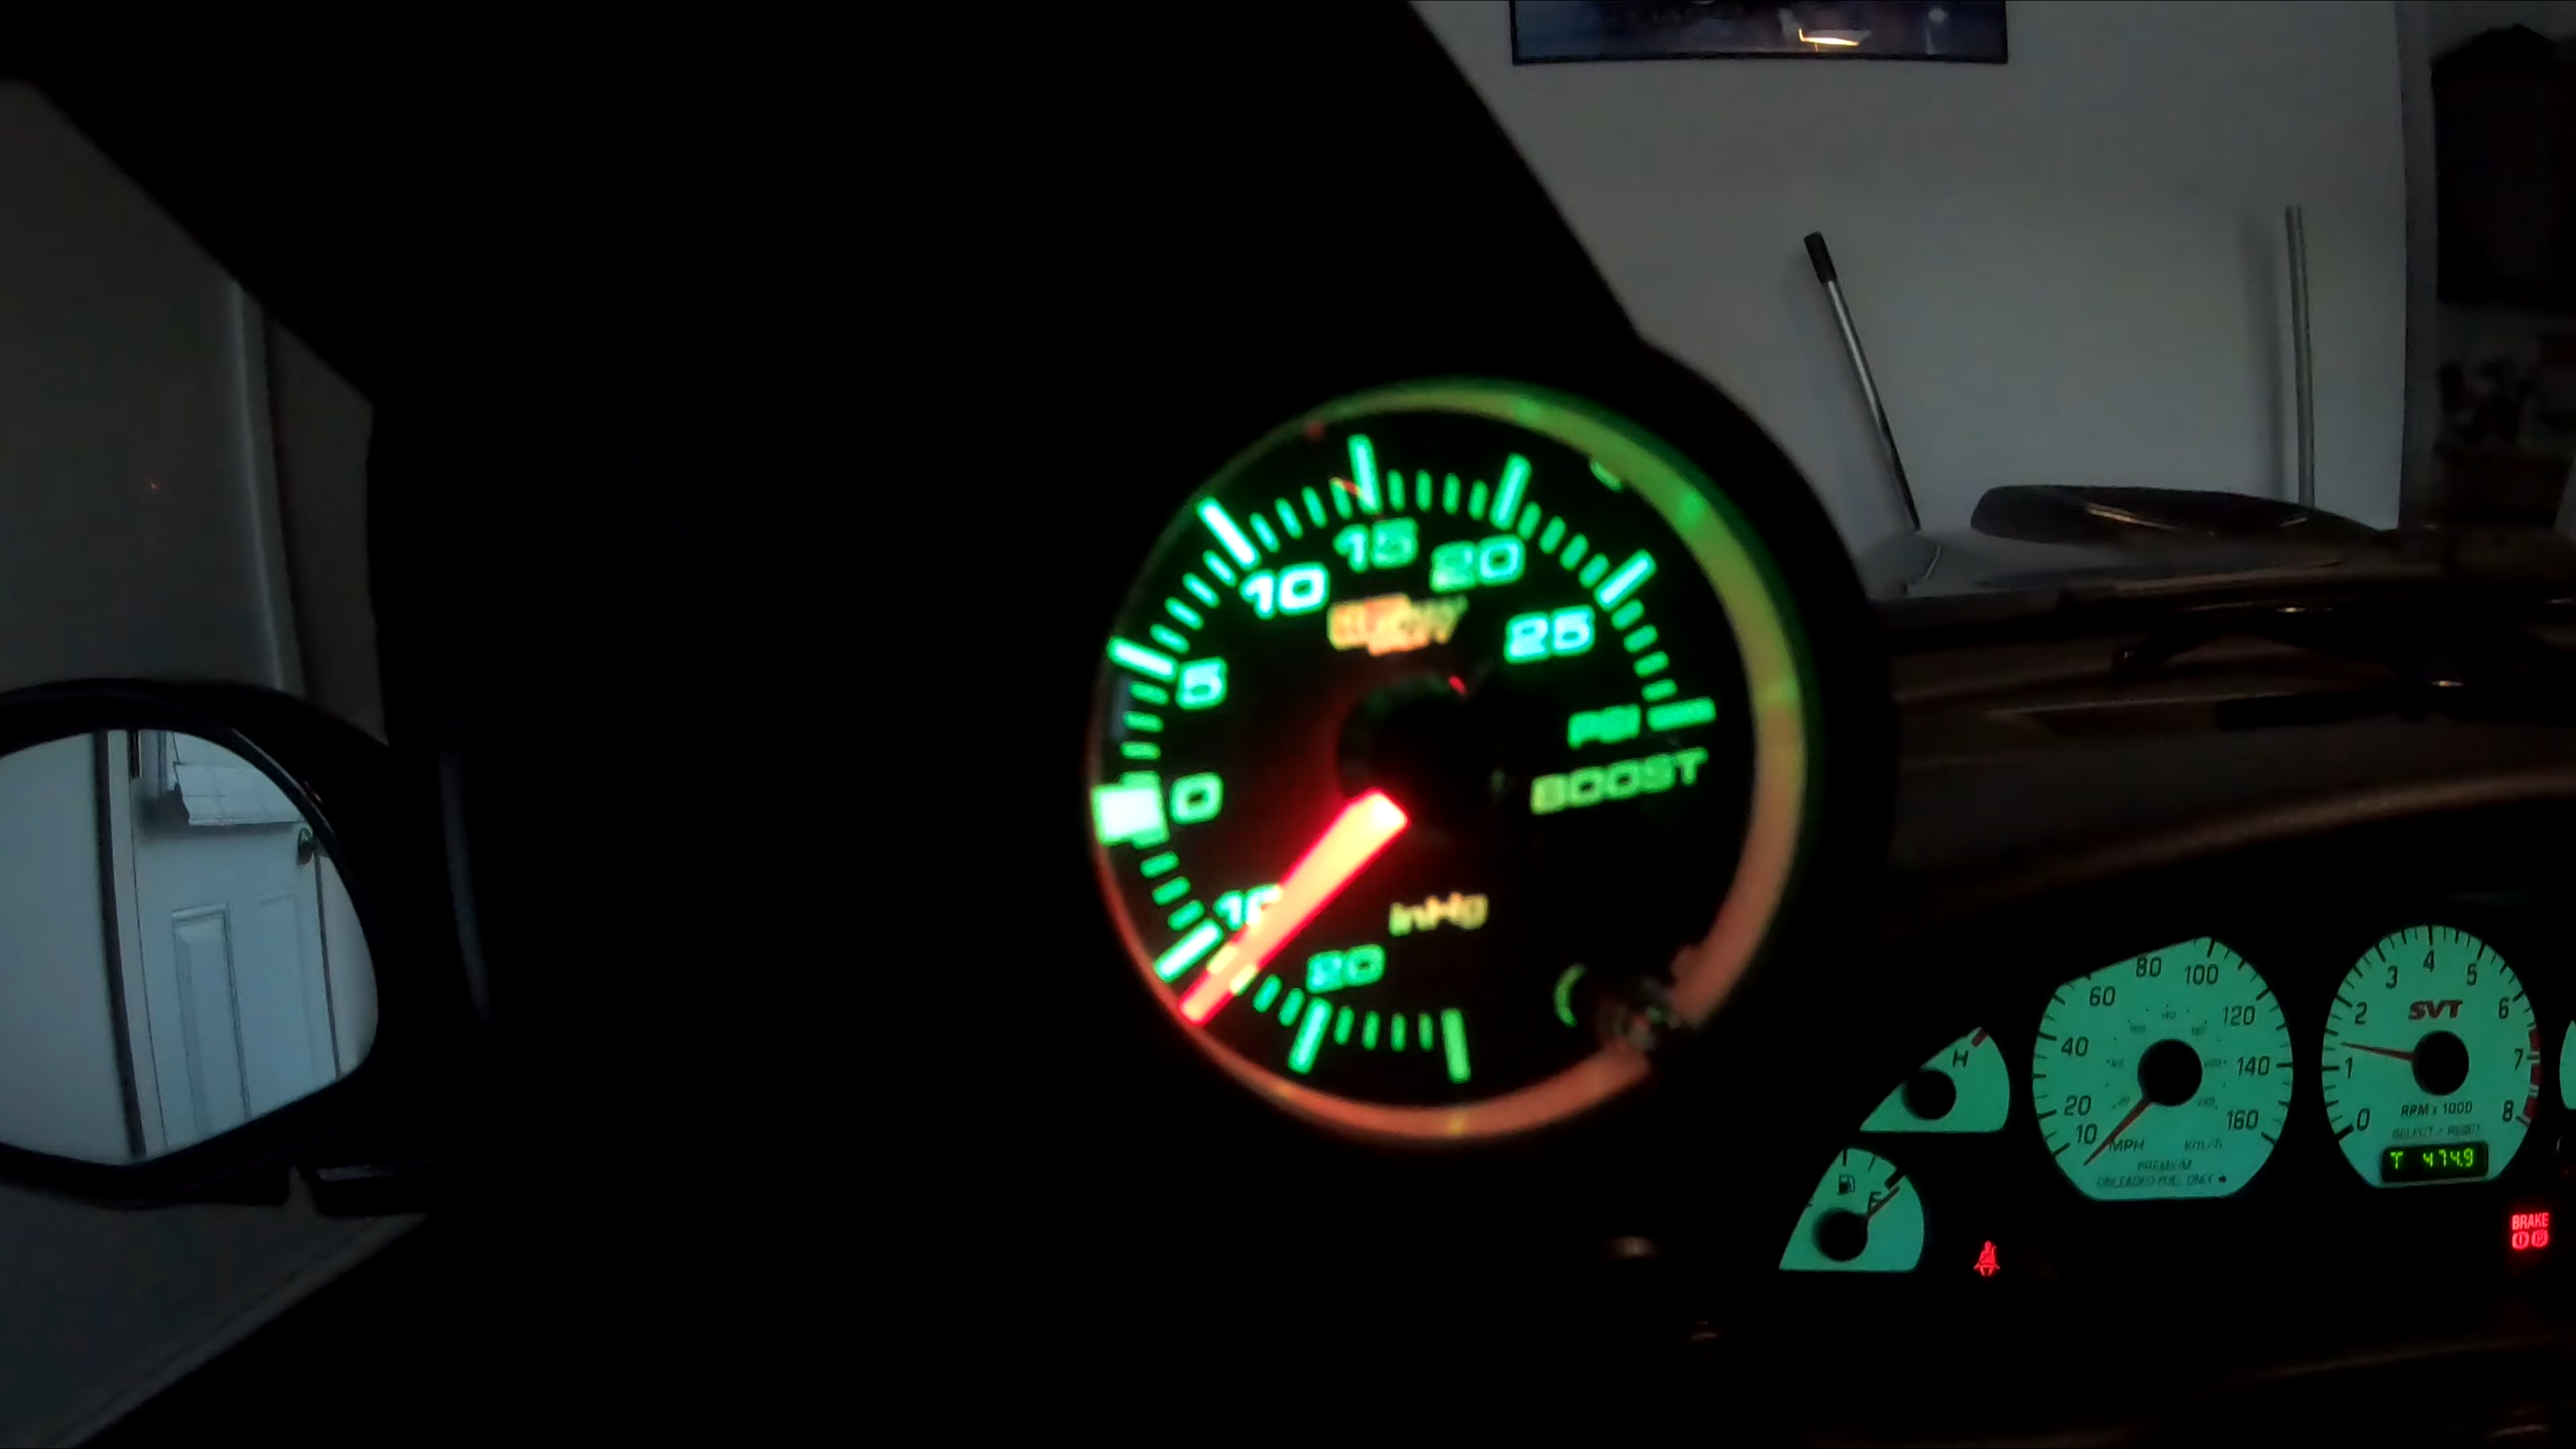 15
20
10
25
5
PSI
BOOST
0
10
inHg
20
H
80
100
60
120
40
140
20
160
10
MPH
km/h
PREMIUM
UNLEADED FUEL ONLY
4
3
5
2
SVT
6
1
7
0
RPM x 1000
8
SELECT / RESET
T 474.9
F
BRAKE